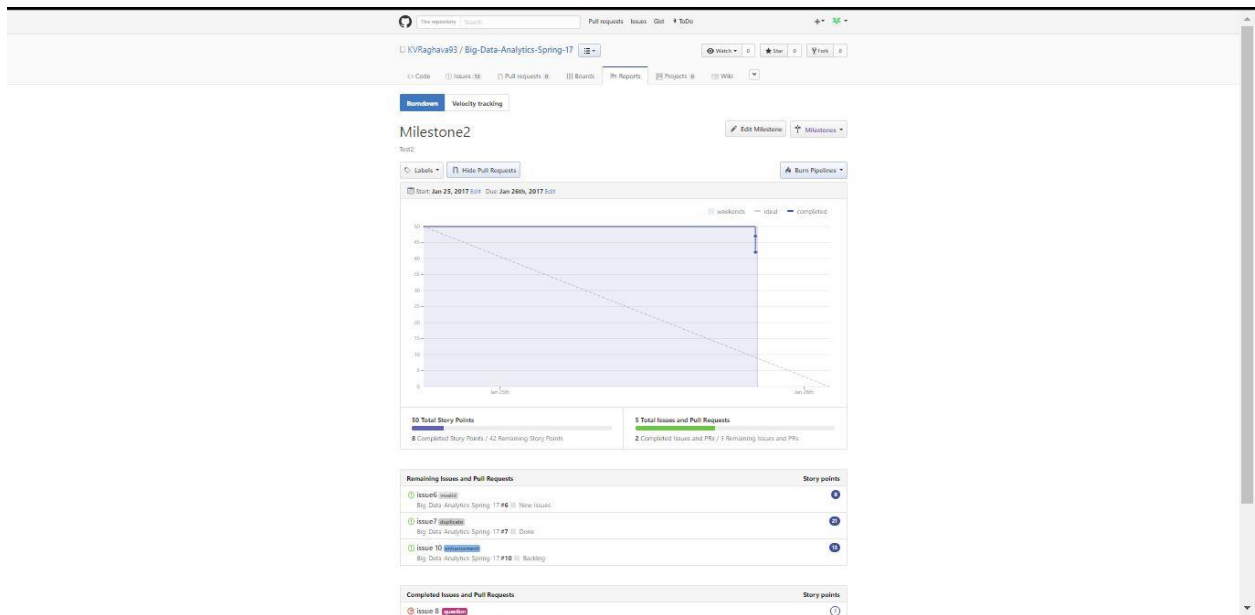 This repository Search Pull requests Issues Gist ToDo
KVRaghava93 / Big-Data-Analytics-Spring-17 Watch 0 Star 0 Fork 0
Code Issues Pull requests 0 Boards Reports Projects 0 Wiki
Burndown Velocity tracking
Milestone2 Edit Milestone Milestones
Test2
Labels Hide Pull Requests Burn Pipelines
Start: Jan 25, 2017 Edit Due: Jan 26th, 2017 Edit
weekends ideal completed
50
45
40
35
30
25
20
15
10
5
0
Jan 25th Jan 26th
50 Total Story Points 5 Total Issues and Pull Requests
8 Completed Story Points / 42 Remaining Story Points 2 Completed Issues and PRs / 3 Remaining Issues and PRs
Remaining Issues and Pull Requests Story points
issue6 invalid
Big-Data-Analytics-Spring-17 #6 New Issues
issue7 duplicate 21
Big-Data-Analytics-Spring-17 #7 Done
issue 10 enhancement 13
Big-Data-Analytics-Spring-17 #10 Backlog
Completed Issues and Pull Requests Story points
issue 8 question